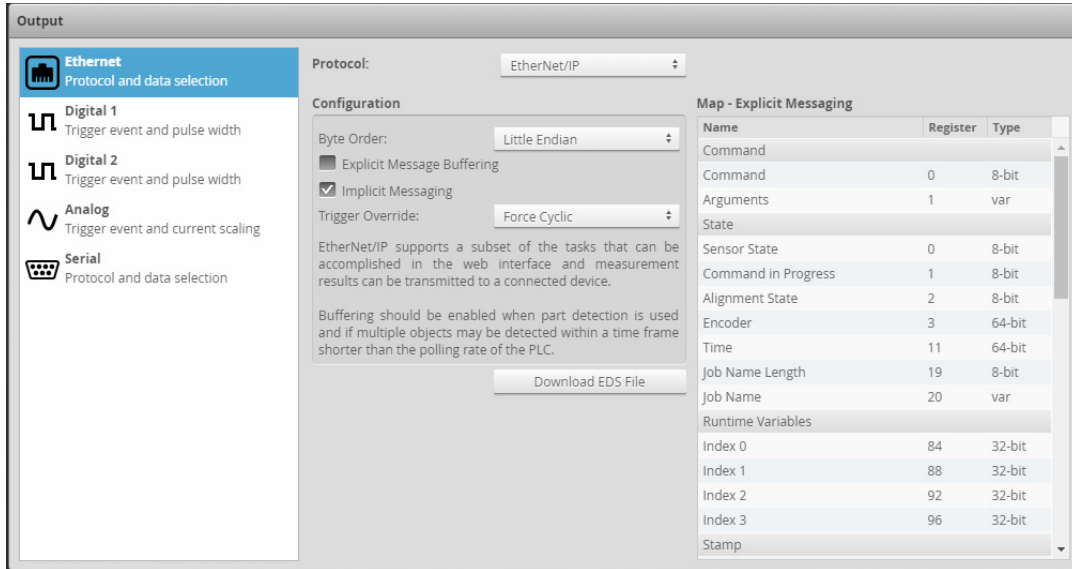 Output
Ethernet
Protocol and data selection
Digital 1
Trigger event and pulse width
Digital 2
Trigger event and pulse width
Analog
Trigger event and current scaling
Serial
Protocol and data selection
Protocol: EtherNet/IP
Configuration
Byte Order: Little Endian
Explicit Message Buffering
Implicit Messaging
Trigger Override: Force Cyclic
EtherNet/IP supports a subset of the tasks that can be
accomplished in the web interface and measurement
results can be transmitted to a connected device.
Buffering should be enabled when part detection is used
and if multiple objects may be detected within a time frame
shorter than the polling rate of the PLC.
Download EDS File
Map - Explicit Messaging
Name Register Type
Command
Command 0 8-bit
Arguments 1 var
State
Sensor State 0 8-bit
Command in Progress 1 8-bit
Alignment State 2 8-bit
Encoder 3 64-bit
Time 11 64-bit
Job Name Length 19 8-bit
Job Name 20 var
Runtime Variables
Index 0 84 32-bit
Index 1 88 32-bit
Index 2 92 32-bit
Index 3 96 32-bit
Stamp